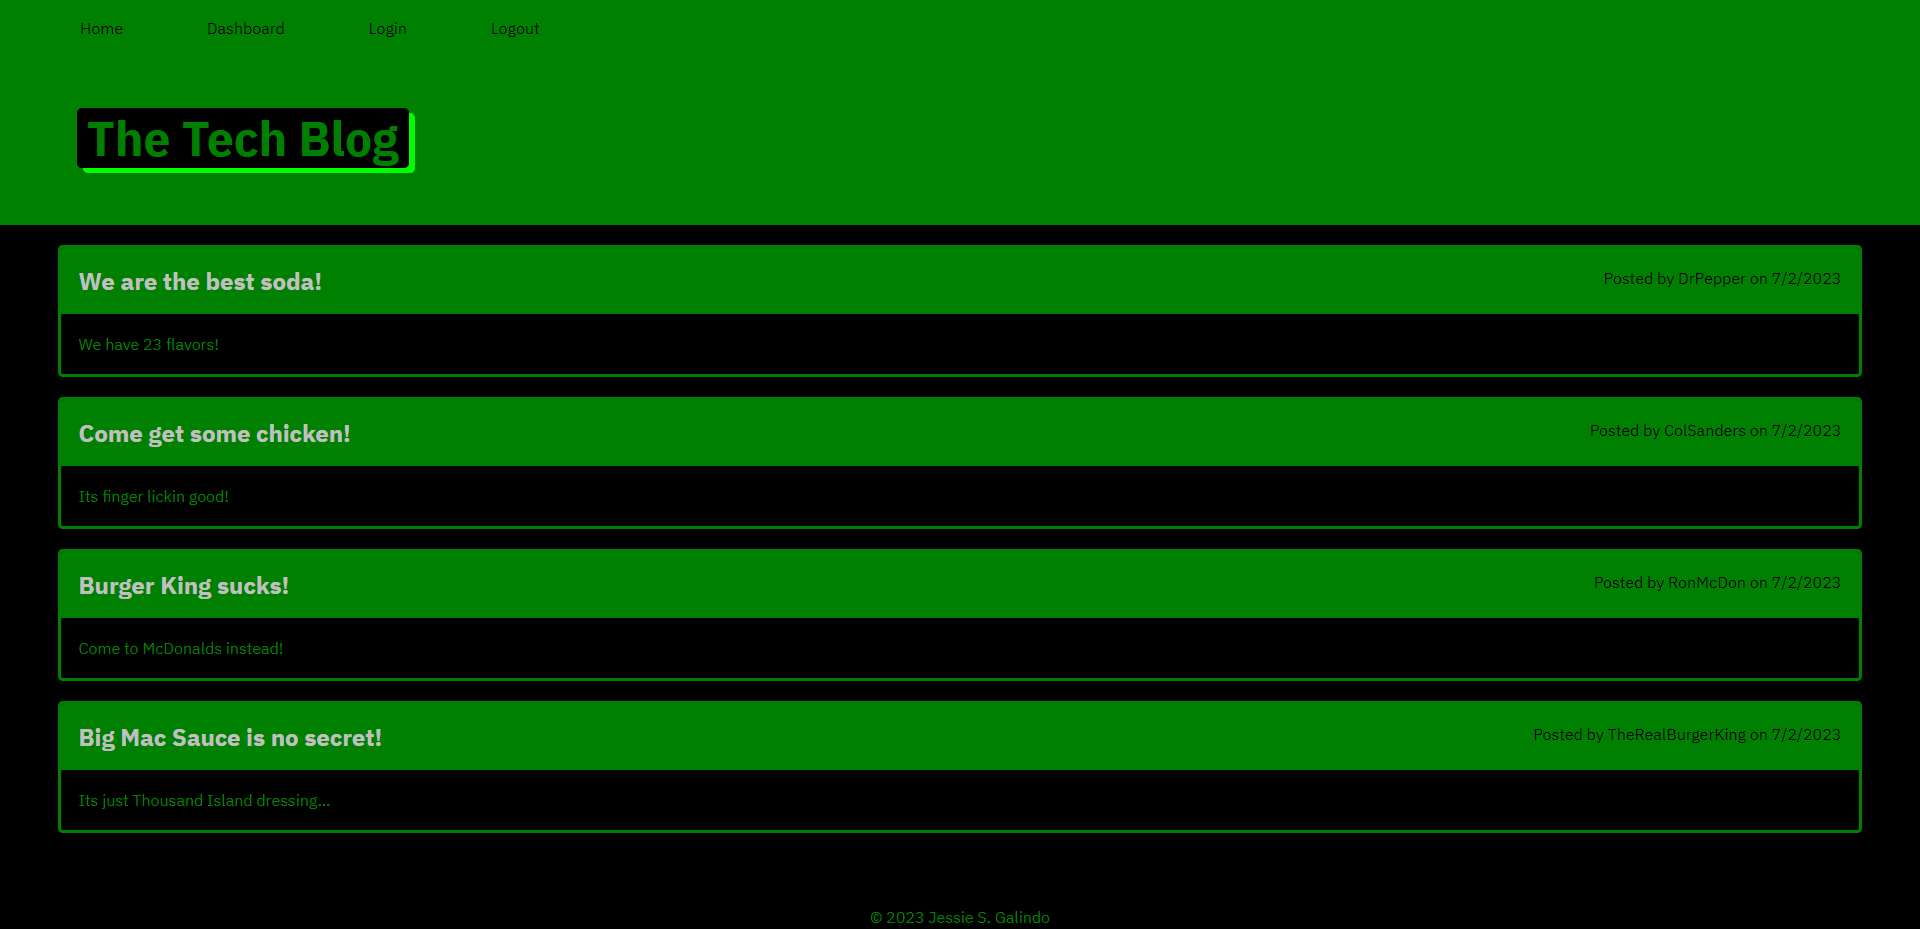 Home Dashboard Login Logout
The Tech Blog
We are the best soda! Posted by DrPepper on 7/2/2023
We have 23 flavors!
Come get some chicken! Posted by ColSanders on 7/2/2023
Its finger lickin good!
Burger King sucks! Posted by RonMcDon on 7/2/2023
Come to McDonalds instead!
Big Mac Sauce is no secret! Posted by TheRealBurgerKing on 7/2/2023
Its just Thousand Island dressing...
© 2023 Jessie S. Galindo